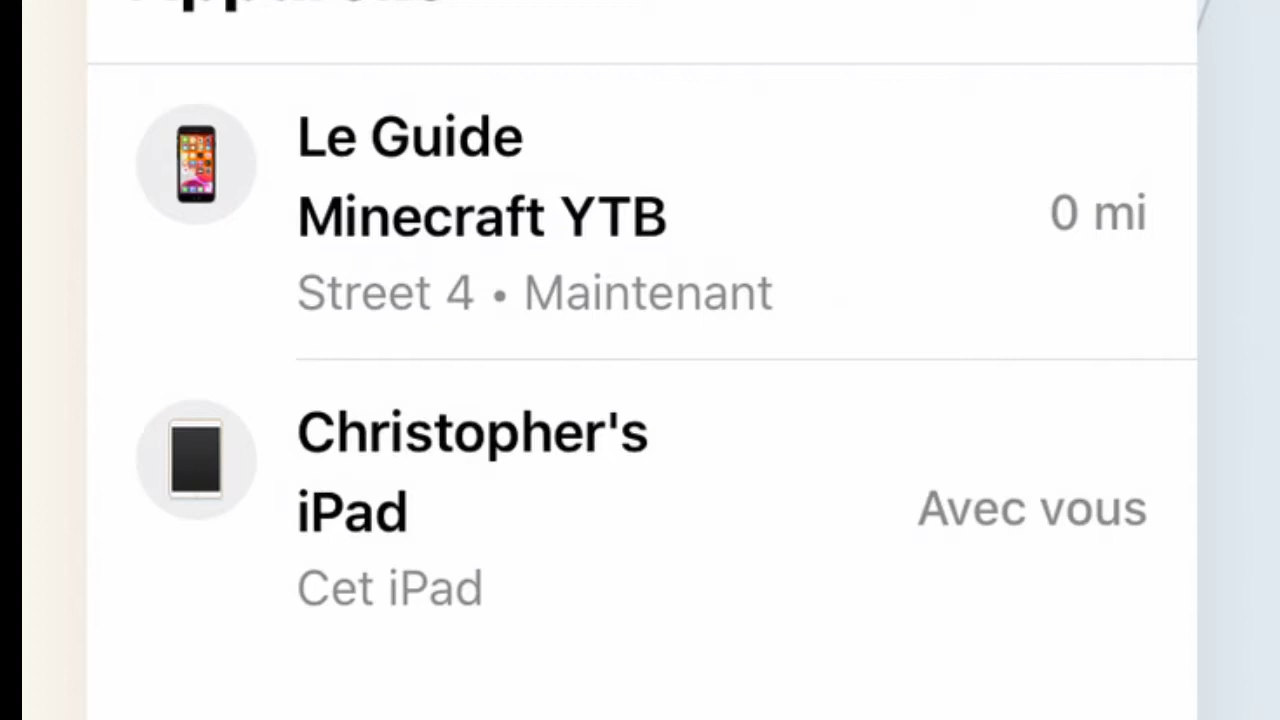 Le Guide
Minecraft YTB
0 mi
Street 4 • Maintenant
Christopher's
iPad
Avec vous
Cet iPad